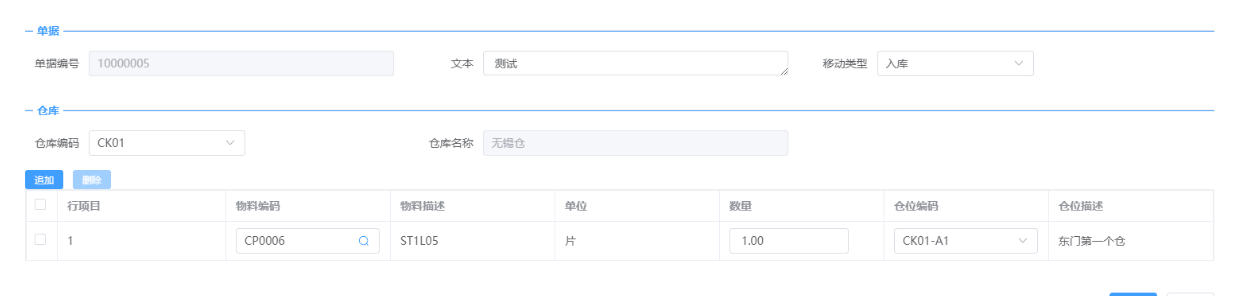 单据
单据编号 10000005 文本 测试 移动类型 入库
仓库
仓库编码 CK01 仓库名称 无锡仓
追加 删除
行项目 物料编码 物料描述 单位 数量 仓位编码 仓位描述
1 CP0006 ST1L05 片 1.00 CK01-A1 东门第一个仓